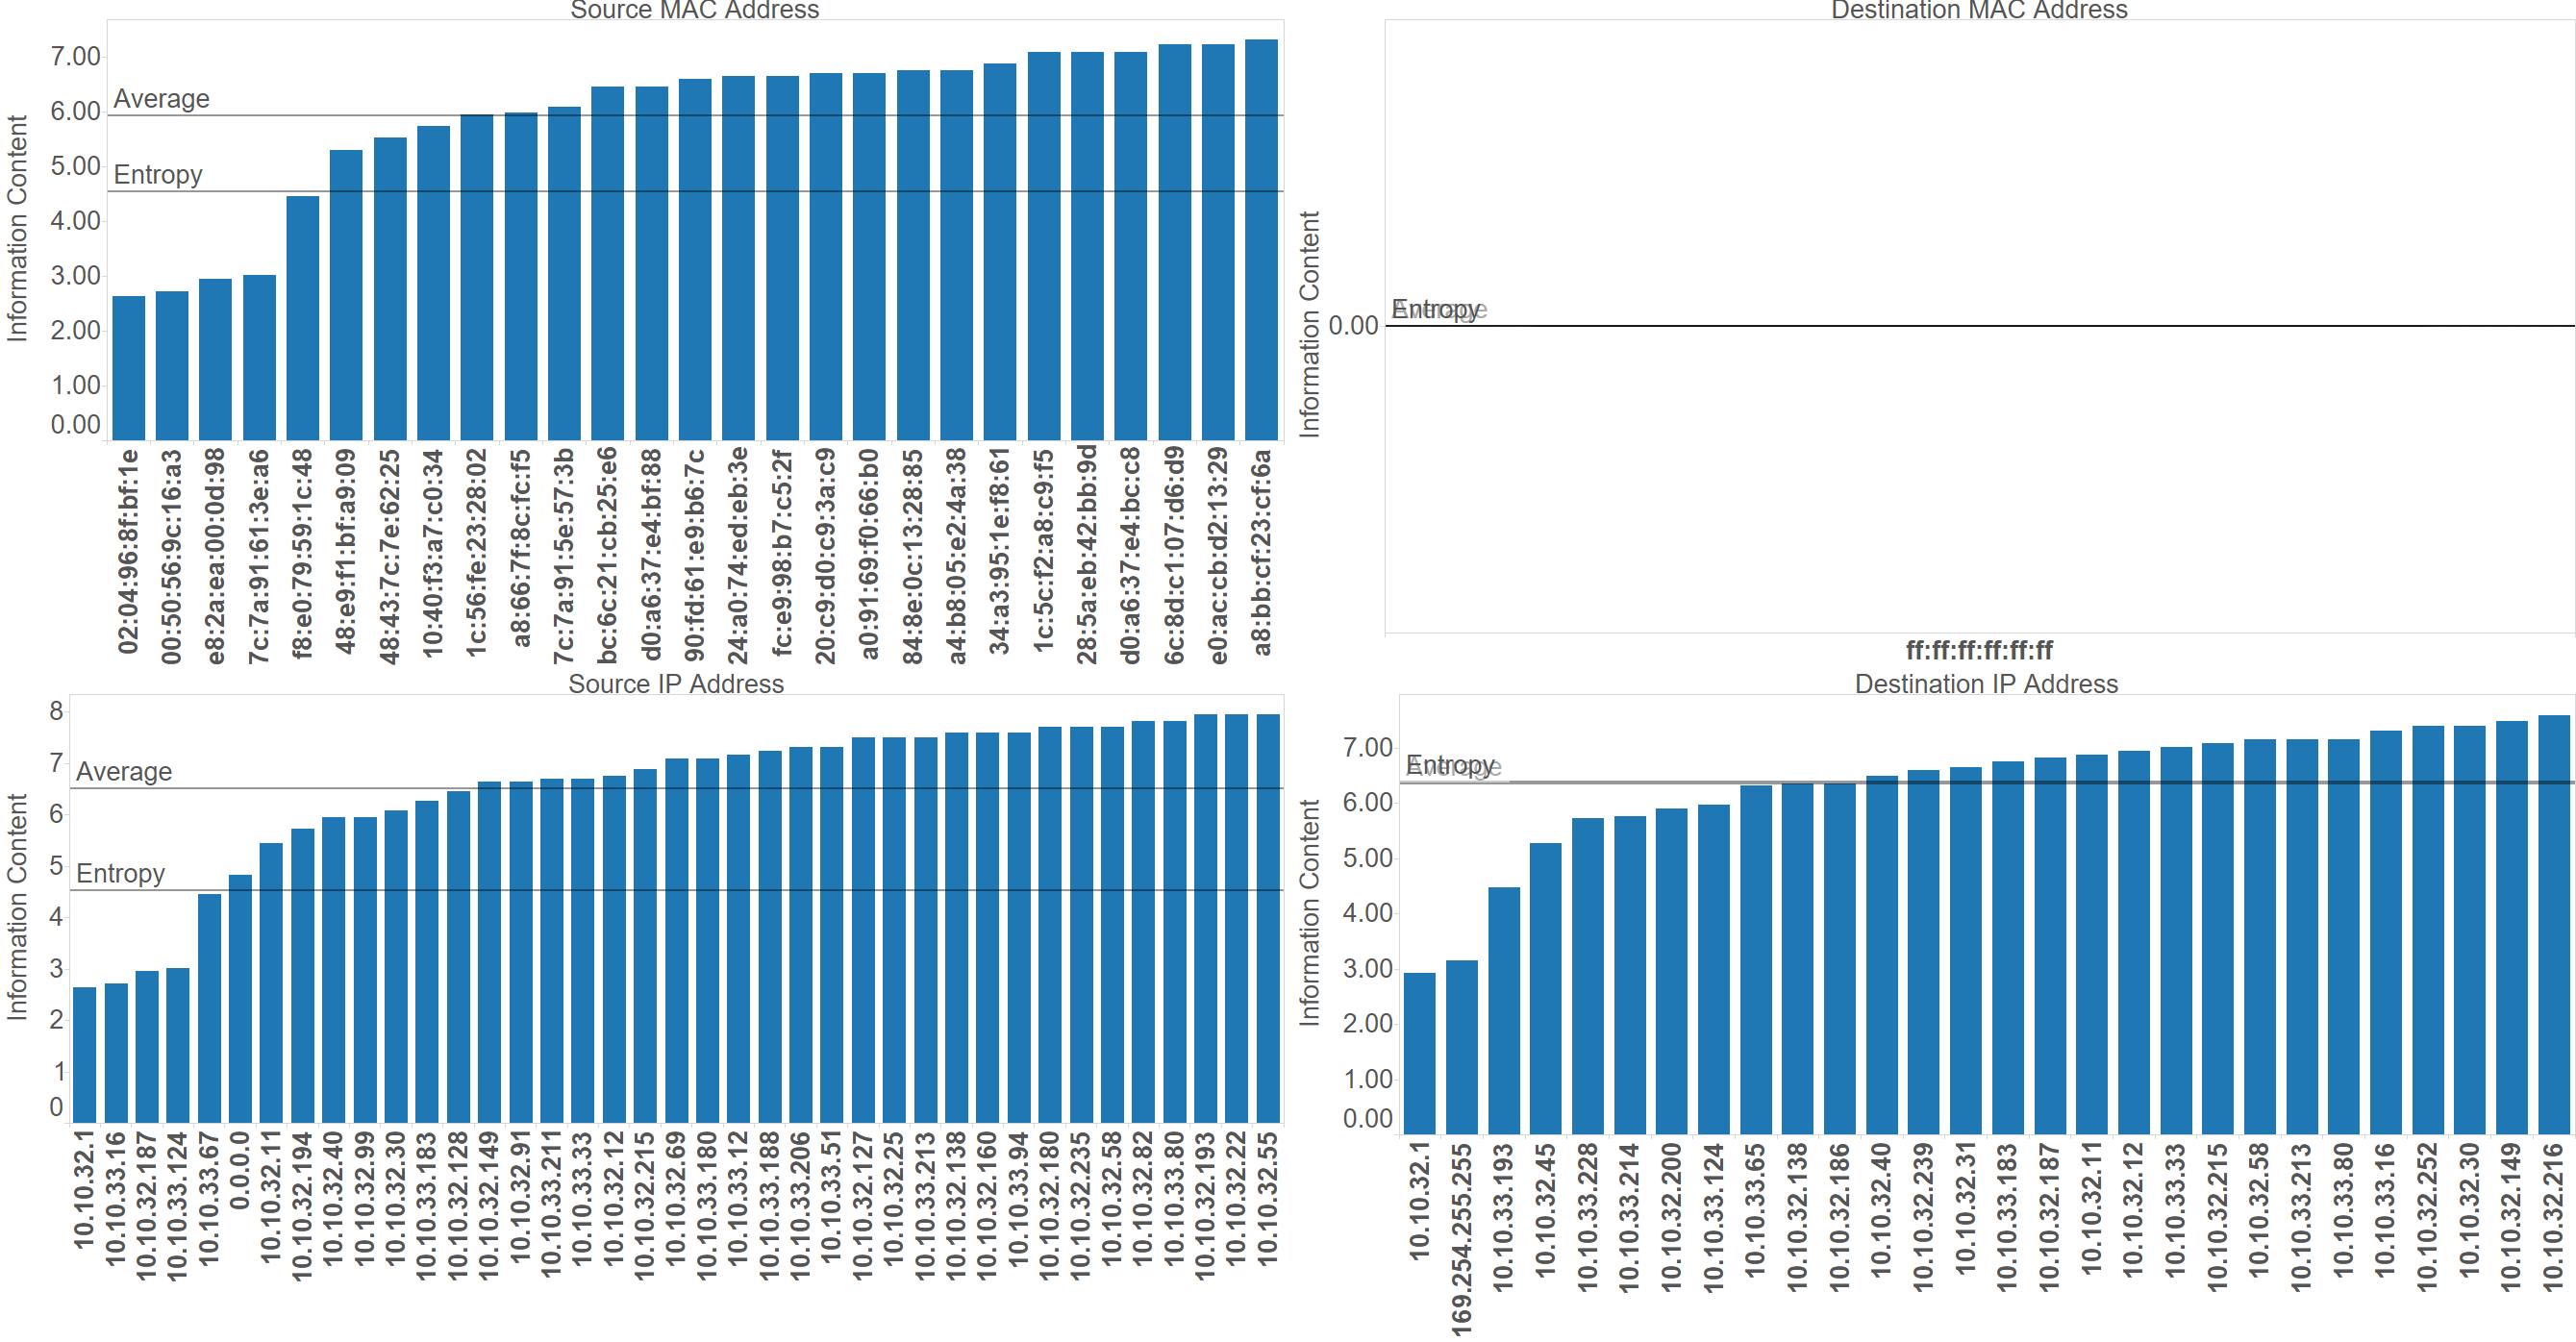 Source MAC Address
Information Content
7.00
6.00
5.00
4.00
3.00
2.00
1.00
0.00
Average
Entropy
02:04:96:8f:bf:1e
00:50:56:9c:16:a3
e8:2a:ea:00:0d:98
7c:7a:91:61:3e:a6
f8:e0:79:59:1c:48
48:e9:f1:bf:a9:09
48:43:7c:7e:62:25
10:40:f3:a7:c0:34
1c:56:fe:23:28:02
a8:66:7f:8c:fc:f5
7c:7a:91:5e:57:3b
bc:6c:21:cb:25:e6
d0:a6:37:e4:bf:88
90:fd:61:e9:b6:7c
24:a0:74:ed:eb:3e
fc:e9:98:b7:c5:2f
20:c9:d0:c9:3a:c9
a0:91:69:f0:66:b0
84:8e:0c:13:28:85
a4:b8:05:e2:4a:38
34:a3:95:1e:f8:61
1c:5c:f2:a8:c9:f5
28:5a:eb:42:bb:9d
d0:a6:37:e4:bc:c8
6c:8d:c1:07:d6:d9
e0:ac:cb:d2:13:29
a8:bb:cf:23:cf:6a
Destination MAC Address
Information Content
0.00
Average
Entropy
ff:ff:ff:ff:ff:ff
Source IP Address
Information Content
8
7
6
5
4
3
2
1
0
Average
Entropy
10.10.32.1
10.10.33.16
10.10.32.187
10.10.33.124
10.10.33.67
0.0.0.0
10.10.32.11
10.10.32.194
10.10.32.40
10.10.32.99
10.10.32.30
10.10.33.183
10.10.32.128
10.10.32.149
10.10.32.91
10.10.33.211
10.10.33.33
10.10.32.12
10.10.32.215
10.10.32.69
10.10.33.180
10.10.33.12
10.10.33.188
10.10.33.206
10.10.33.51
10.10.32.127
10.10.32.25
10.10.33.213
10.10.32.138
10.10.32.160
10.10.33.94
10.10.32.180
10.10.32.235
10.10.32.58
10.10.32.82
10.10.33.80
10.10.32.193
10.10.32.22
10.10.32.55
Destination IP Address
Information Content
7.00
6.00
5.00
4.00
3.00
2.00
1.00
0.00
Average
Entropy
10.10.32.1
169.254.255.255
10.10.33.193
10.10.32.45
10.10.33.228
10.10.33.214
10.10.32.200
10.10.33.124
10.10.33.65
10.10.32.138
10.10.32.186
10.10.32.40
10.10.32.239
10.10.32.31
10.10.33.183
10.10.32.187
10.10.32.11
10.10.32.12
10.10.33.33
10.10.32.215
10.10.32.58
10.10.33.213
10.10.33.80
10.10.33.16
10.10.32.252
10.10.32.30
10.10.32.149
10.10.32.216